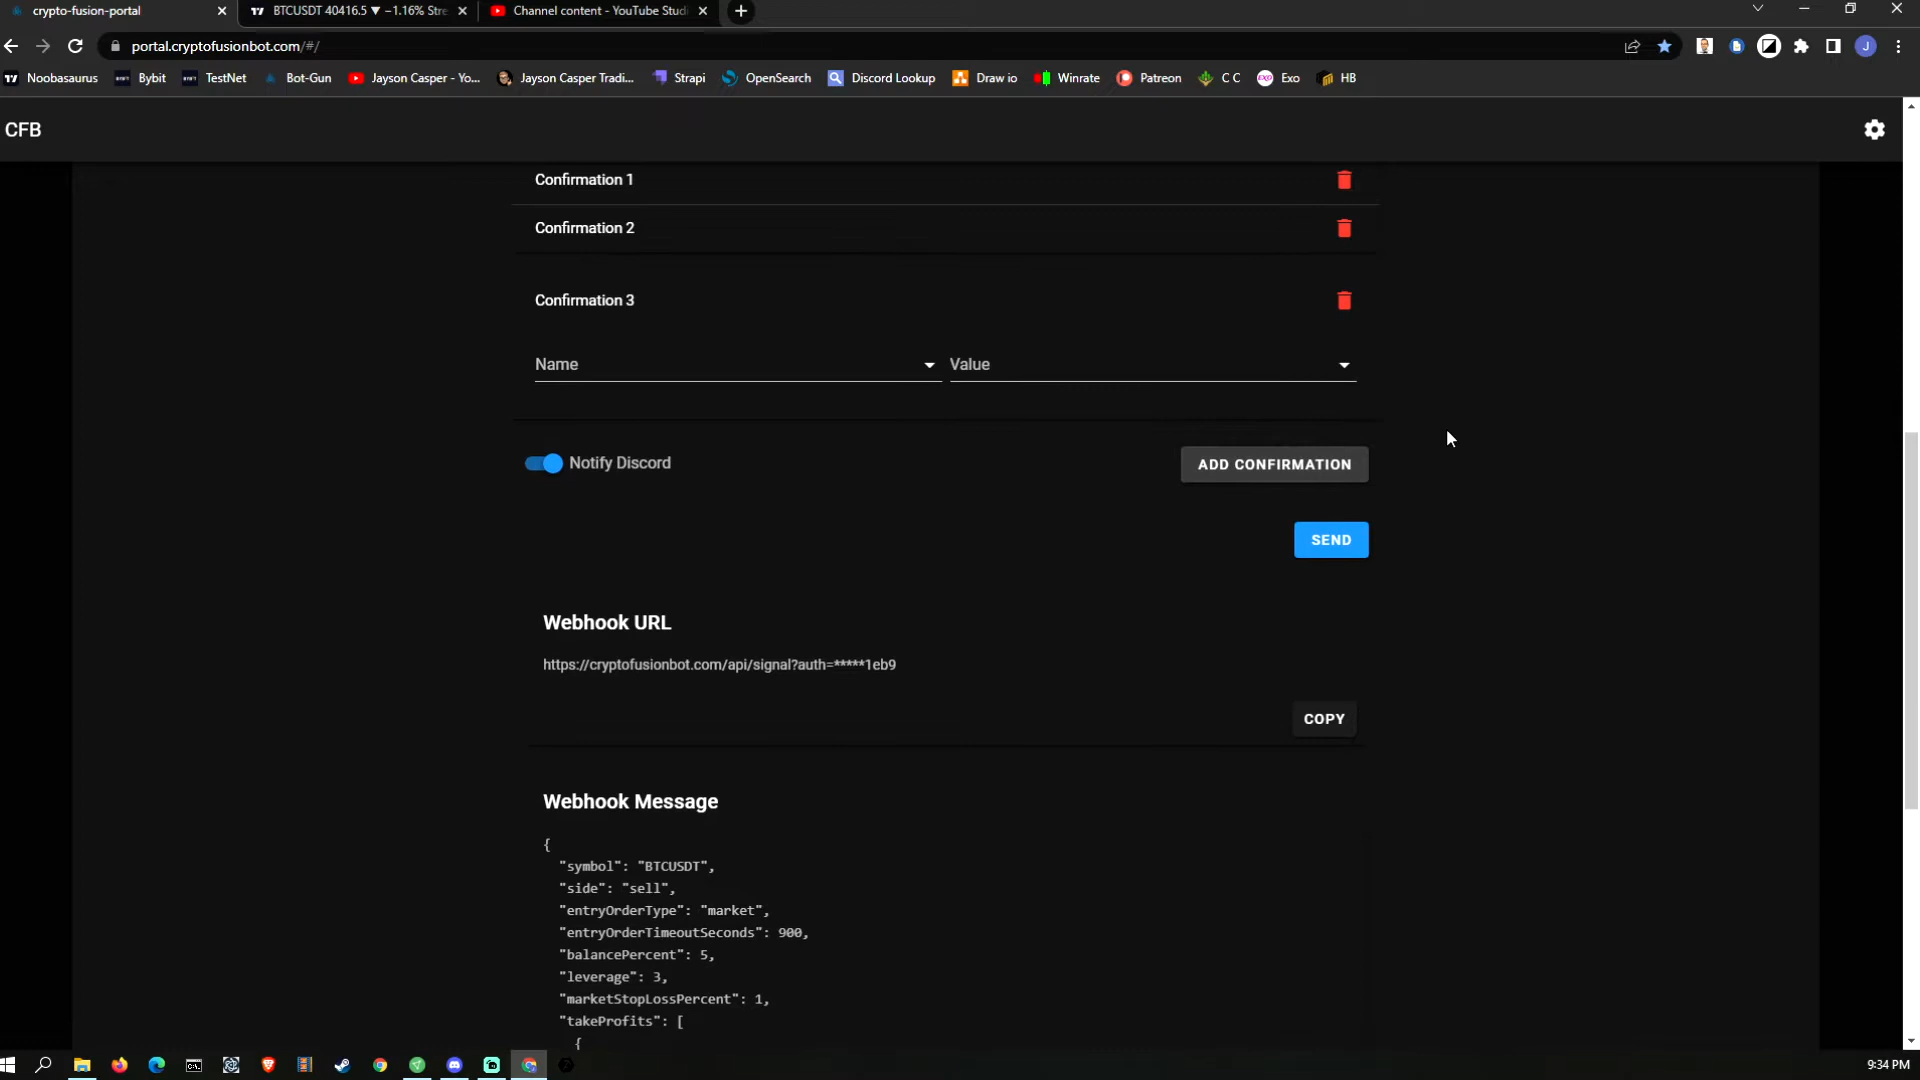 crypto-fusion-portal
BTCUSDT 40416.5 ▼ −1.16% Stre
Channel content - YouTube Studi
portal.cryptofusionbot.com/#/
J
Noobasaurus
Bybit
TestNet
Bot-Gun
Jayson Casper - Yo...
Jayson Casper Tradi...
Strapi
OpenSearch
Discord Lookup
Draw io
Winrate
Patreon
C C
Exo
HB
CFB
Confirmation 1
Confirmation 2
Confirmation 3
Name
Value
Notify Discord
ADD CONFIRMATION
SEND
Webhook URL
https://cryptofusionbot.com/api/signal?auth=*****1eb9
COPY
Webhook Message
{
"symbol": "BTCUSDT",
"side": "sell",
"entryOrderType": "market",
"entryOrderTimeoutSeconds": 900,
"balancePercent": 5,
"leverage": 3,
"marketStopLossPercent": 1,
"takeProfits": [
{
9:34 PM